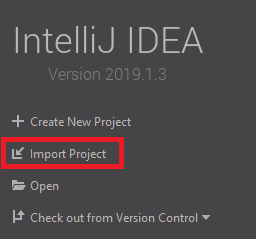 IntelliJ IDEA
Version 2019.1.3
Create New Project
Import Project
Open
Check out from Version Control